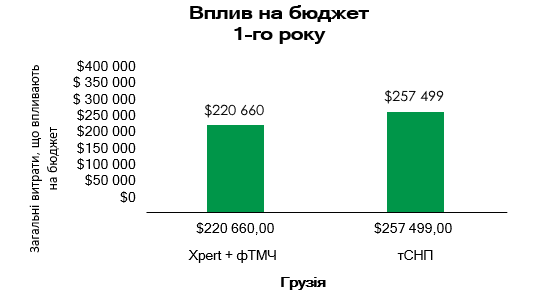 Вплив на бюджет
1-го року
Загальні витрати, що впливають
на бюджет
$400 000
$ 350 000
$ 300 000
$250 000
$200 000
$150 000
$100 000
$50 000
$0
$220 660
$257 499
$220 660,00
$257 499,00
Xpert + фТМЧ
тСНП
Грузія